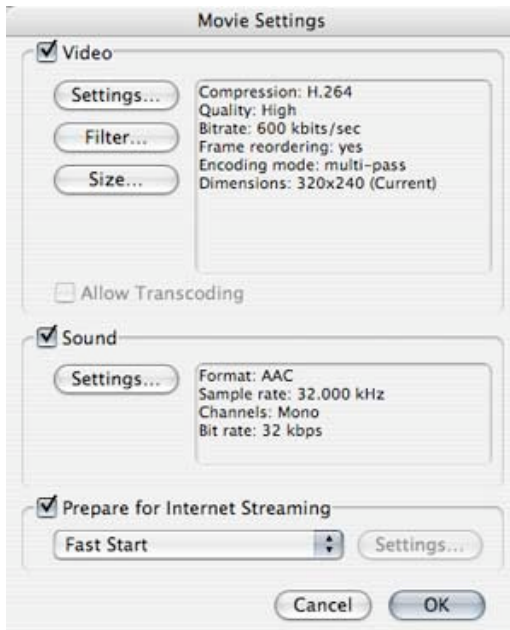 Movie Settings
Video
Settings...
Filter...
Size...
Compression: H.264
Quality: High
Bitrate: 600 kbits/sec
Frame reordering: yes
Encoding mode: multi-pass
Dimensions: 320x240 (Current)
Allow Transcoding
Sound
Settings...
Format: AAC
Sample rate: 32.000 kHz
Channels: Mono
Bit rate: 32 kbps
Prepare for Internet Streaming
Fast Start
Settings...
Cancel
OK